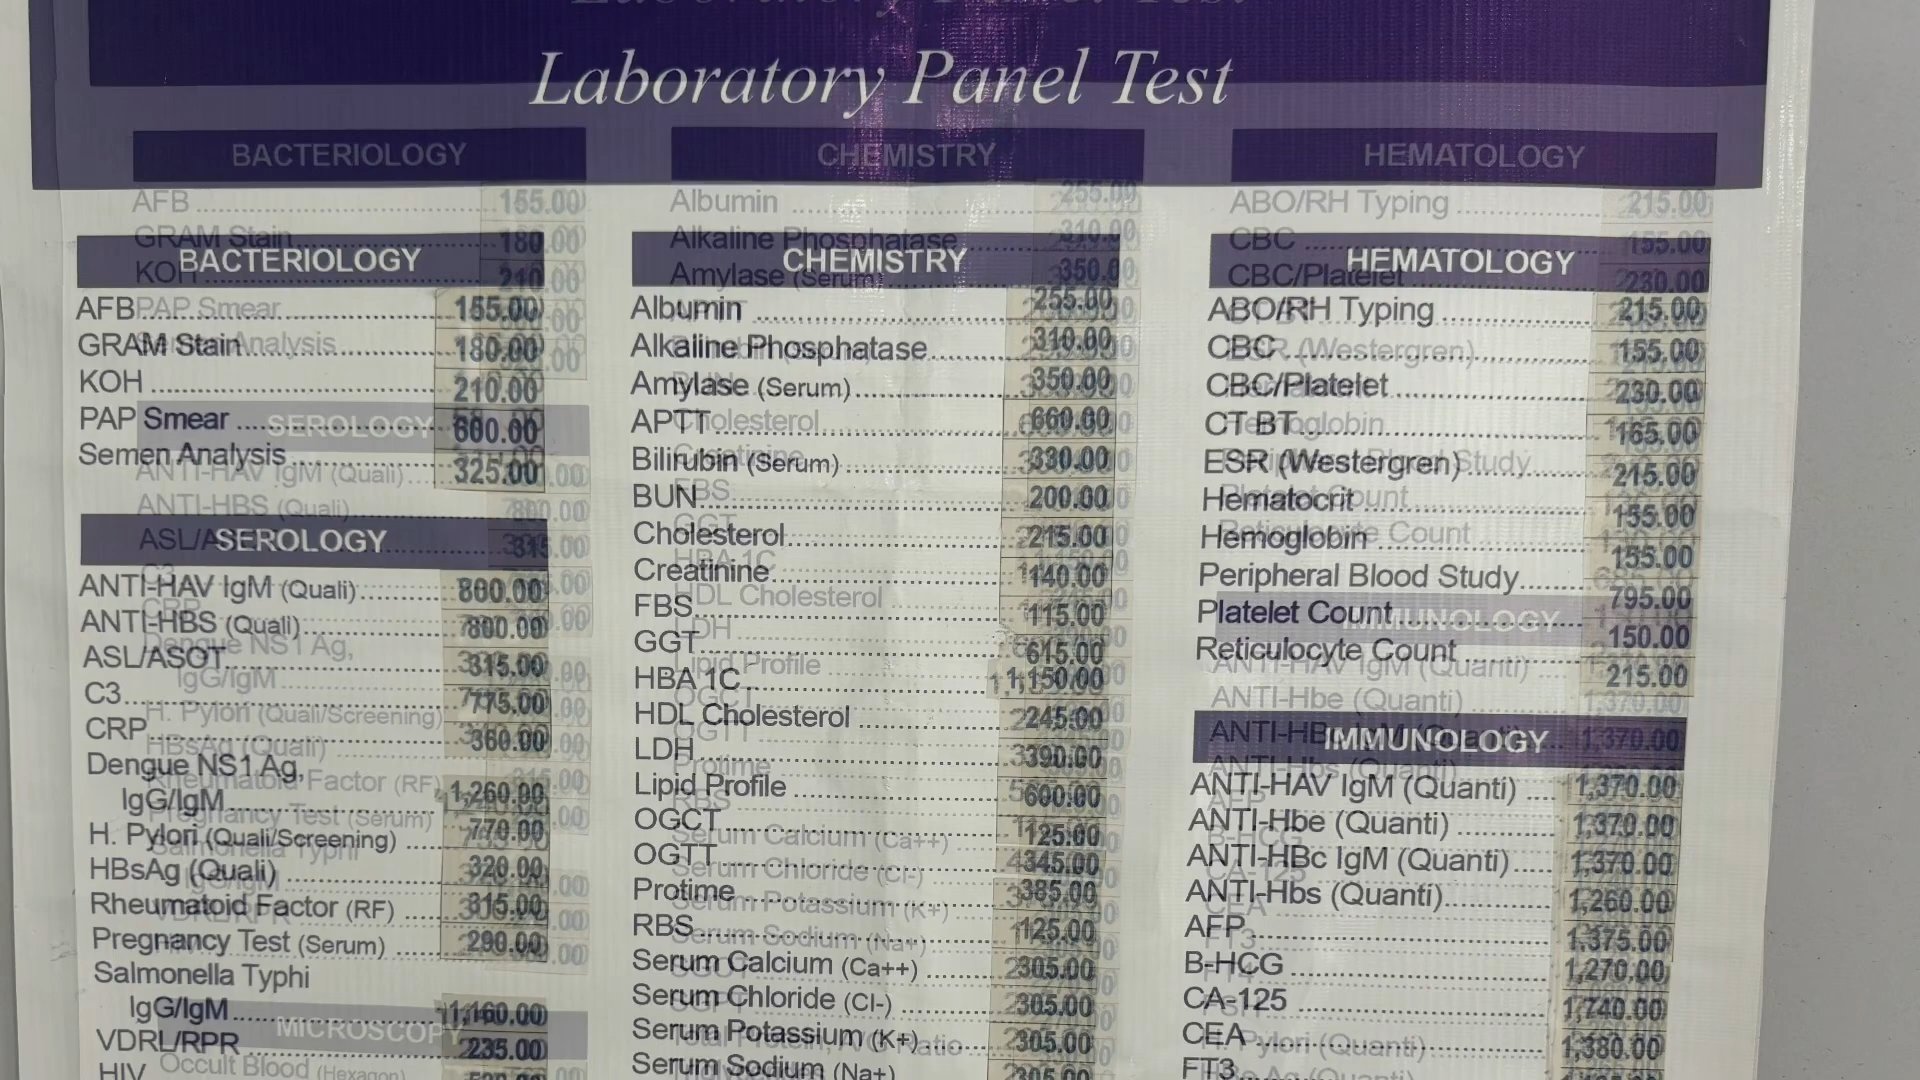 Laboratory Panel Test
BACTERIOLOGY
AFB 155.00
GRAM Stain 180.00
KOH 210.00
PAP Smear 600.00
Semen Analysis 325.00
SEROLOGY
ANTI-HAV IgM (Quali) 800.00
ANTI-HBS (Quali) 800.00
ASL/ASOT 315.00
C3 775.00
CRP 360.00
Dengue NS1 Ag,
IgG/IgM 1,260.00
H. Pylori (Quali/Screening) 770.00
HBsAg (Quali) 320.00
Rheumatoid Factor (RF) 315.00
Pregnancy Test (Serum) 290.00
Salmonella Typhi
IgG/IgM 1,160.00
VDRL/RPR 235.00
HIV
CHEMISTRY
Albumin 255.00
Alkaline Phosphatase 310.00
Amylase (Serum) 350.00
APTT 660.00
Bilirubin (Serum) 330.00
BUN 200.00
Cholesterol 215.00
Creatinine 140.00
FBS 115.00
GGT 615.00
HBA 1C 1,150.00
HDL Cholesterol 245.00
LDH 390.00
Lipid Profile 600.00
OGCT 125.00
OGTT 345.00
Protime 385.00
RBS 125.00
Serum Calcium (Ca++) 305.00
Serum Chloride (Cl-) 305.00
Serum Potassium (K+) 305.00
Serum Sodium (Na+) 305.00
HEMATOLOGY
ABO/RH Typing 215.00
CBC 155.00
CBC/Platelet 230.00
CT BT 165.00
ESR (Westergren) 215.00
Hematocrit 155.00
Hemoglobin 155.00
Peripheral Blood Study 795.00
Platelet Count 150.00
Reticulocyte Count 215.00
IMMUNOLOGY
ANTI-HAV IgM (Quanti) 1,370.00
ANTI-Hbe (Quanti) 1,370.00
ANTI-HBc IgM (Quanti) 1,370.00
ANTI-Hbs (Quanti) 1,260.00
AFP 1,375.00
B-HCG 1,270.00
CA-125 1,740.00
CEA 1,380.00
FT3